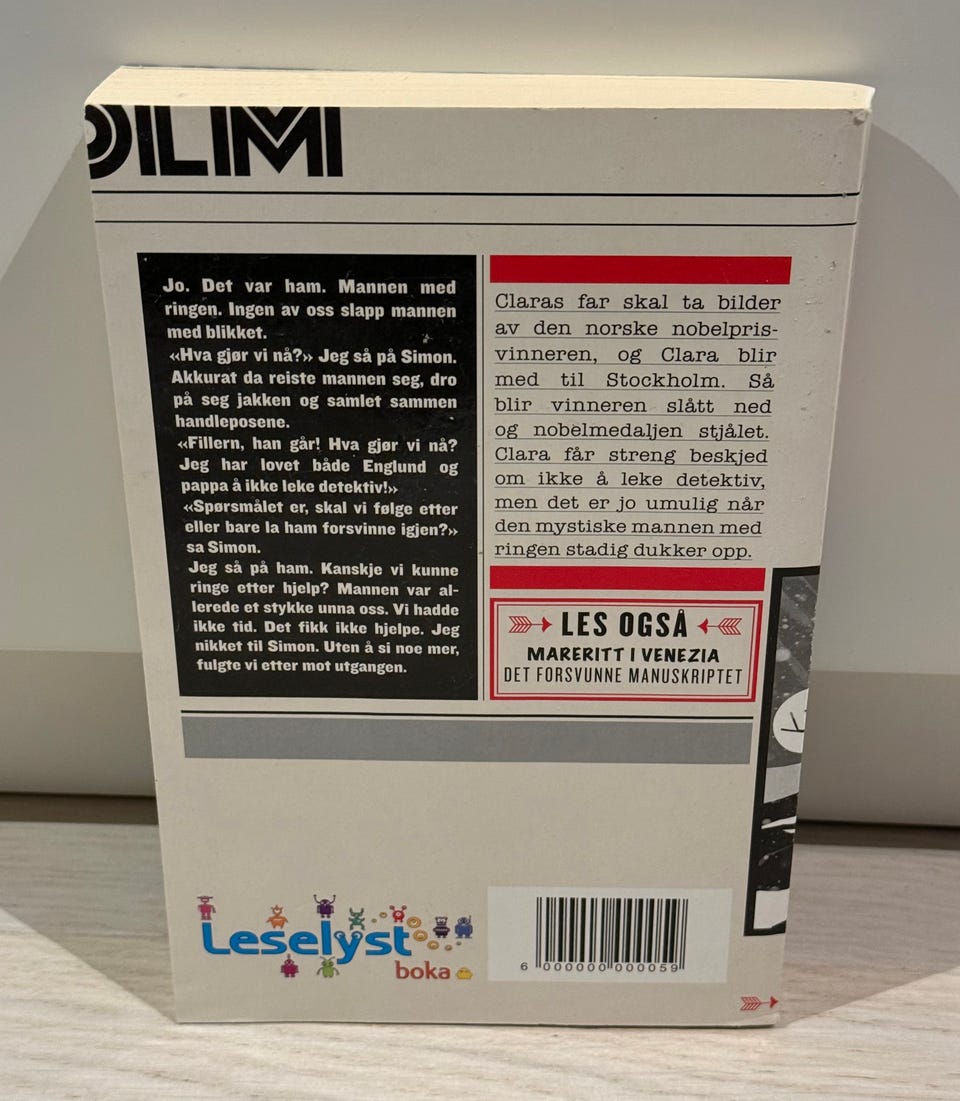 OLM
Jo. Det var ham. Mannen med
ringen. Ingen av oss slapp mannen
med blikket.
«Hva gjør vi nå?» Jeg så på Simon.
Akkurat da reiste mannen seg, dro
på seg jakken og samlet sammen
handleposene.
«Fillern, han går! Hva gjør vi nå?
Jeg har lovet både Englund og
pappa å ikke leke detektiv!»
«Spørsmålet er, skal vi følge etter
eller bare la ham forsvinne igjen?»
sa Simon.
Jeg så på ham. Kanskje vi kunne
ringe etter hjelp? Mannen var al-
lerede et stykke unna oss. Vi hadde
ikke tid. Det fikk ikke hjelpe. Jeg
nikket til Simon. Uten å si noe mer,
fulgte vi etter mot utgangen.
Claras far skal ta bilder
av den norske nobelpris-
vinneren, og Clara blir
med til Stockholm. Så
blir vinneren slått ned
og nobelmedaljen stjålet.
Clara får streng beskjed
om ikke å leke detektiv,
men det er jo umulig når
den mystiske mannen med
ringen stadig dukker opp.
LES OGSÅ
MARERITT I VENEZIA
DET FORSVUNNE MANUSKRIPTET
Leselyst
boka
6 000000 000059